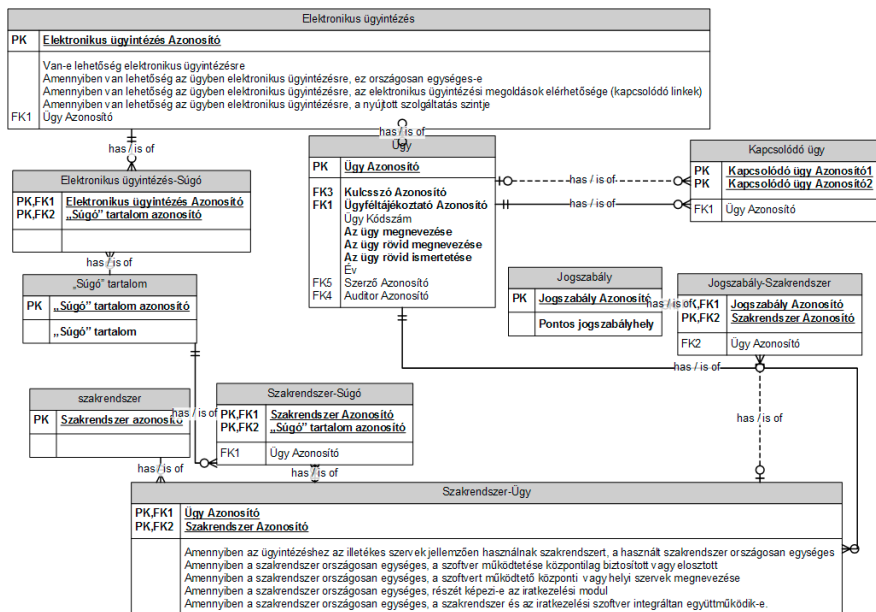 Elektronikus ügyintézés
PK Elektronikus ügyintézés Azonosító
Van-e lehetőség elektronikus ügyintézésre
Amennyiben van lehetőség az ügyben elektronikus ügyintézésre, ez országosan egységes-e
Amennyiben van lehetőség az ügyben elektronikus ügyintézésre, az elektronikus ügyintézési megoldások elérhetősége (kapcsolódó linkek)
Amennyiben van lehetőség az ügyben elektronikus ügyintézésre, a nyújtott szolgáltatás szintje
FK1 Ügy Azonosító
has / is of
has / is of
Ügy
PK Ügy Azonosító
FK3 Kulcsszó Azonosító
FK1 Ügyféltájékoztató Azonosító
Ügy Kódszám
Az ügy megnevezése
Az ügy rövid megnevezése
Az ügy rövid ismertetése
Év
FK5 Szerző Azonosító
FK4 Auditor Azonosító
has / is of
has / is of
Kapcsolódó ügy
PK Kapcsolódó ügy Azonosító1
PK Kapcsolódó ügy Azonosító2
FK1 Ügy Azonosító
Elektronikus ügyintézés-Súgó
PK,FK1 Elektronikus ügyintézés Azonosító
PK,FK2 „Súgó” tartalom azonosító
has / is of
„Súgó” tartalom
PK „Súgó” tartalom azonosító
„Súgó” tartalom
Jogszabály
PK Jogszabály Azonosító
Pontos jogszabályhely
has / is of
Jogszabály-Szakrendszer
PK,FK1 Jogszabály Azonosító
PK,FK2 Szakrendszer Azonosító
FK2 Ügy Azonosító
has / is of
has / is of
szakrendszer
PK Szakrendszer azonosító
has / is of
Szakrendszer-Súgó
PK,FK1 Szakrendszer Azonosító
PK,FK2 „Súgó” tartalom azonosító
FK1 Ügy Azonosító
has / is of
has / is of
Szakrendszer-Ügy
PK,FK1 Ügy Azonosító
PK,FK2 Szakrendszer Azonosító
Amennyiben az ügyintézéshez az illetékes szervek jellemzően használnak szakrendszert, a használt szakrendszer országosan egységes
Amennyiben a szakrendszer országosan egységes, a szoftver működtetése központilag biztosított vagy elosztott
Amennyiben a szakrendszer országosan egységes, a szoftvert működtető központi vagy helyi szervek megnevezése
Amennyiben a szakrendszer országosan egységes, részét képezi-e az iratkezelési modul
Amennyiben a szakrendszer országosan egységes, a szakrendszer és az iratkezelési szoftver integráltan együttműködik-e.